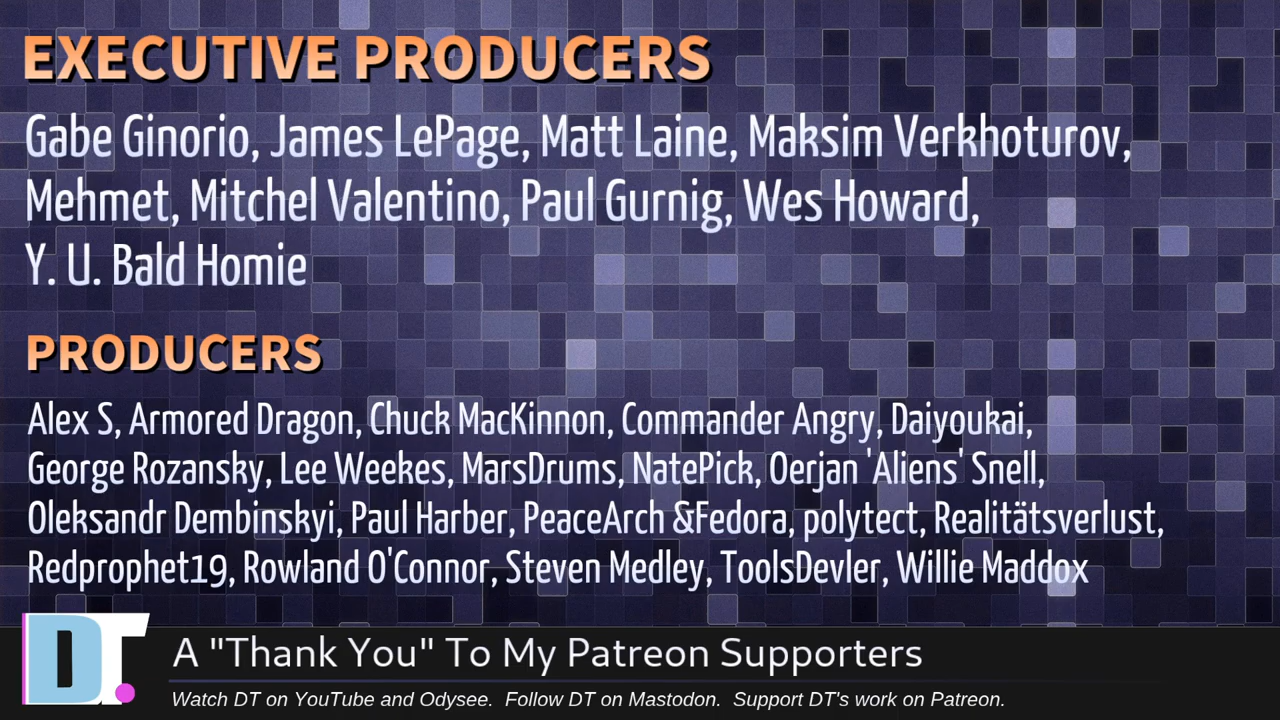 EXECUTIVE PRODUCERS
Gabe Ginorio, James LePage, Matt Laine, Maksim Verkhoturov,
Mehmet, Mitchel Valentino, Paul Gurnig, Wes Howard,
Y. U. Bald Homie
PRODUCERS
Alex S, Armored Dragon, Chuck MacKinnon, Commander Angry, Daiyoukai,
George Rozansky, Lee Weekes, MarsDrums, NatePick, Oerjan 'Aliens' Snell,
Oleksandr Dembinskyi, Paul Harber, PeaceArch &Fedora, polytect, Realitätsverlust,
Redprophet19, Rowland O'Connor, Steven Medley, ToolsDevler, Willie Maddox
DT.
A "Thank You" To My Patreon Supporters
Watch DT on YouTube and Odysee.  Follow DT on Mastodon.  Support DT's work on Patreon.